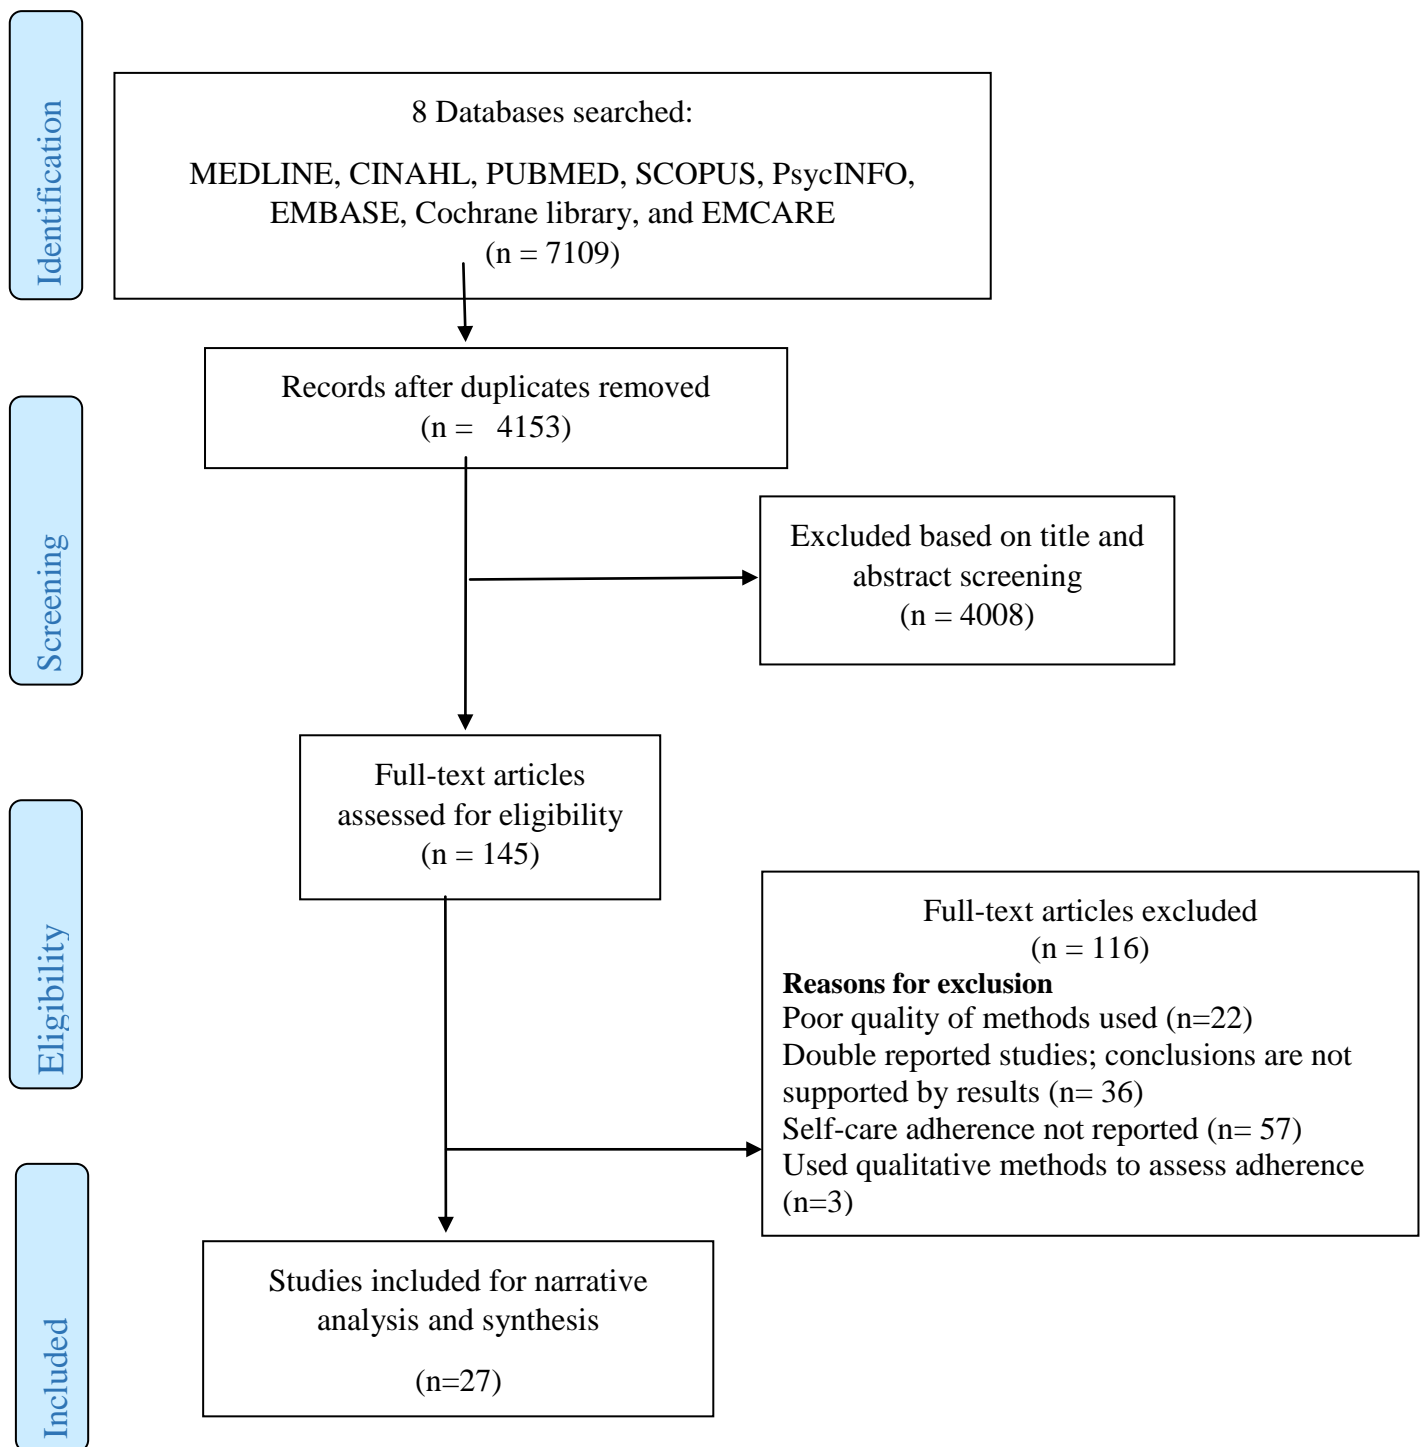 Identification
8 Databases searched:
MEDLINE, CINAHL, PUBMED, SCOPUS, PsycINFO,
EMBASE, Cochrane library, and EMCARE
(n = 7109)
Records after duplicates removed
(n =   4153)
Screening
Excluded based on title and
abstract screening
(n = 4008)
Full-text articles
assessed for eligibility
(n = 145)
Eligibility
Full-text articles excluded
(n = 116)
Reasons for exclusion
Poor quality of methods used (n=22)
Double reported studies; conclusions are not
supported by results (n= 36)
Self-care adherence not reported (n= 57)
Used qualitative methods to assess adherence
(n=3)
Included
Studies included for narrative
analysis and synthesis
(n=27)